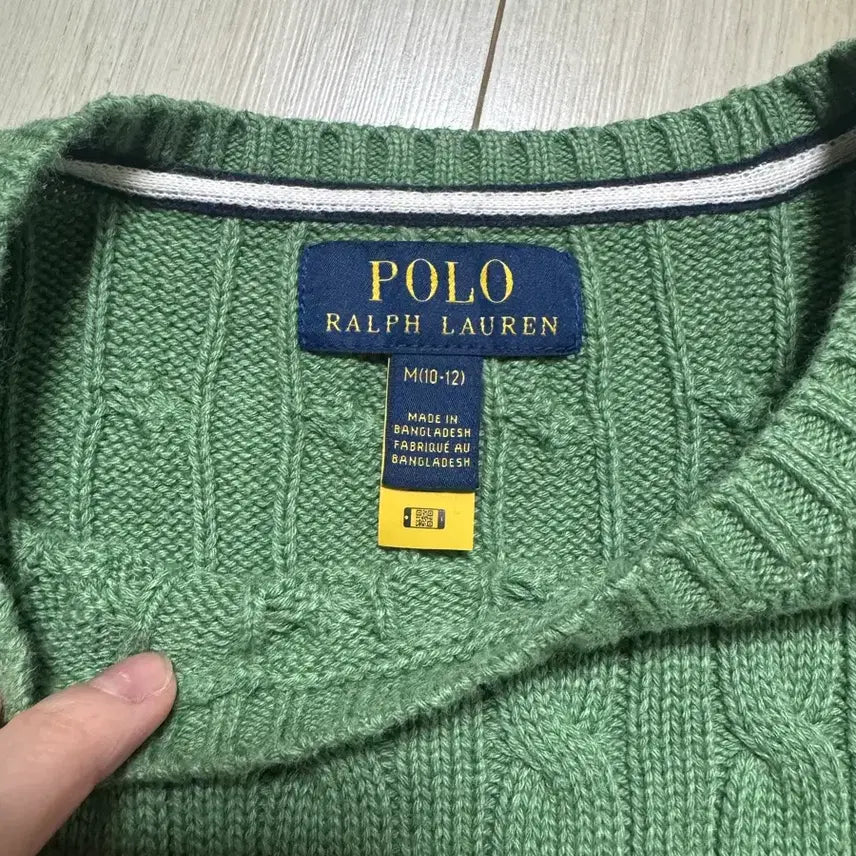 POLO
RALPH LAUREN
M(10-12)
MADE IN
BANGLADESH
FABRIQUÉ AU
BANGLADESH